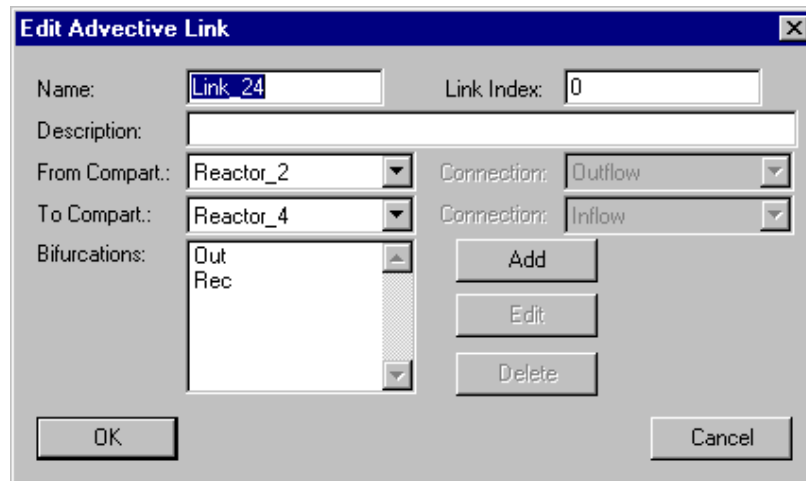 Edit Advective Link
Name: Link_24 Link Index: 0
Description:
From Compart.: Reactor_2 Connection: Outflow
To Compart.: Reactor_4 Connection: Inflow
Bifurcations: Out Add
Rec
Edit
Delete
OK Cancel